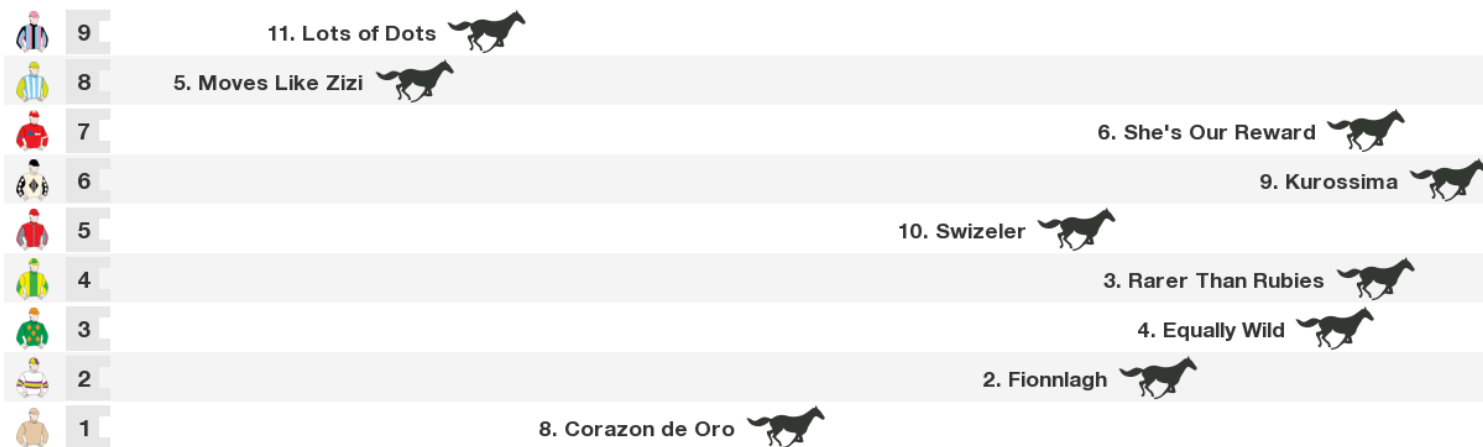 9 11. Lots of Dots
8 5. Moves Like Zizi
7 6. She's Our Reward
6 9. Kurossima
5 10. Swizeler
4 3. Rarer Than Rubies
3 4. Equally Wild
2 2. Fionnlagh
1 8. Corazon de Oro